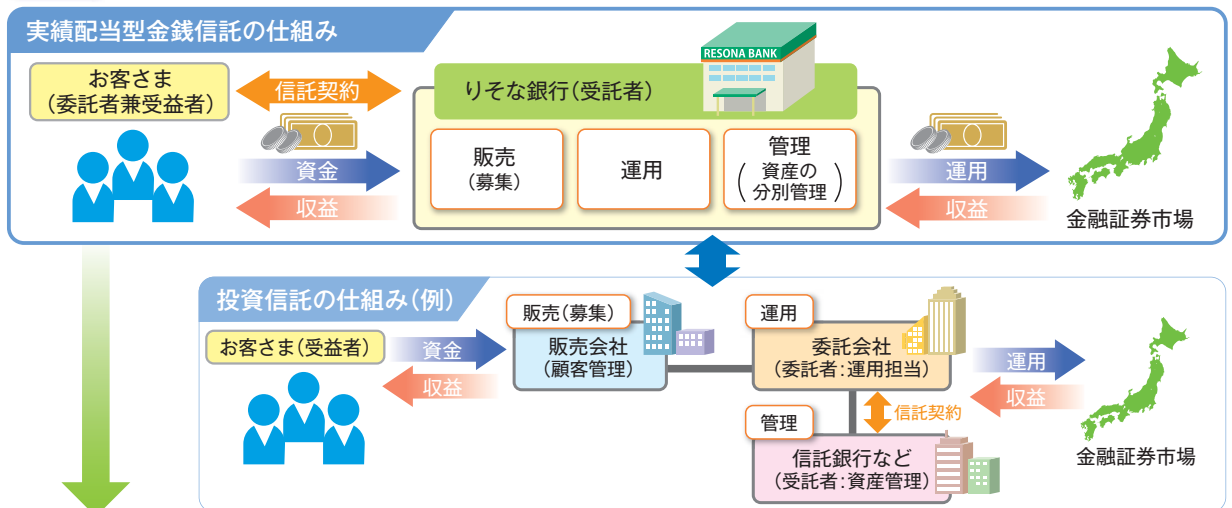 実績配当型金銭信託の仕組み
お客さま
(委託者兼受益者)
信託契約
資金
収益
RESONA BANK
りそな銀行(受託者)
販売
(募集)
運用
管理
(資産の
分別管理)
運用
収益
金融証券市場
投資信託の仕組み(例)
お客さま(受益者)
資金
収益
販売(募集)
販売会社
(顧客管理)
運用
委託会社
(委託者:運用担当)
信託契約
管理
信託銀行など
(受託者:資産管理)
運用
収益
金融証券市場